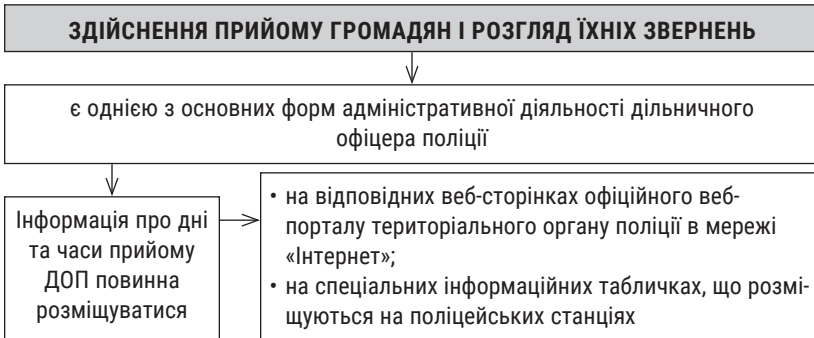 ЗДІЙСНЕННЯ ПРИЙОМУ ГРОМАДЯН І РОЗГЛЯД ЇХНІХ ЗВЕРНЕНЬ
є однією з основних форм адміністративної діяльності дільничного
офіцера поліції
Інформація про дні
та часи прийому
ДОП повинна
розміщуватися
• на відповідних веб-сторінках офіційного веб-
порталу територіального органу поліції в мережі
«Інтернет»;
• на спеціальних інформаційних табличках, що розмі-
щуються на поліцейських станціях